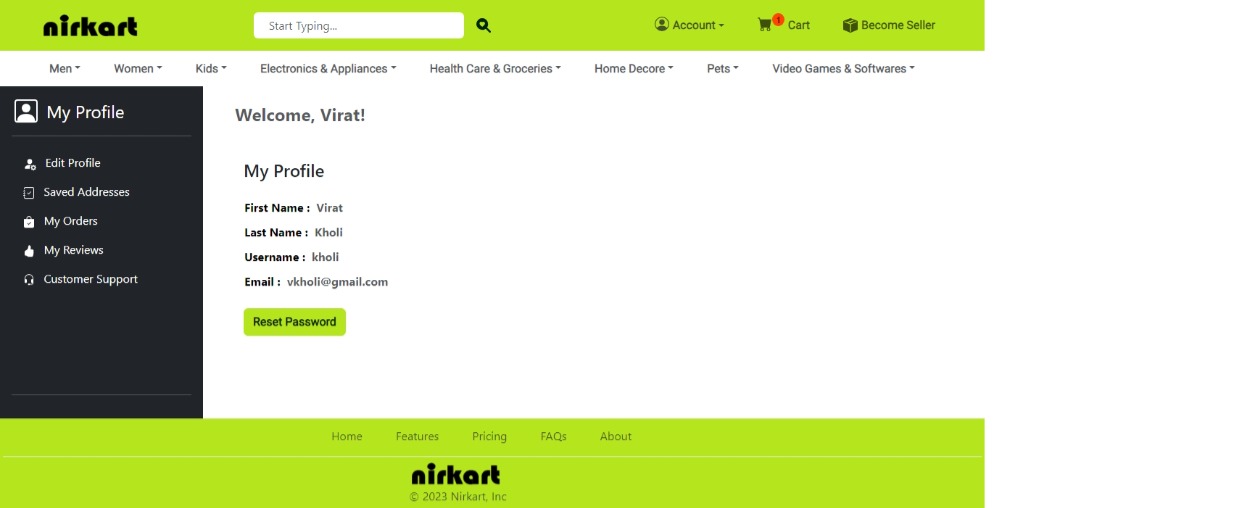 nirkart Start Typing... Account 1 Cart Become Seller
Men Women Kids Electronics & Appliances Health Care & Groceries Home Decore Pets Video Games & Softwares
My Profile
Edit Profile
Saved Addresses
My Orders
My Reviews
Customer Support
Welcome, Virat!
My Profile
First Name : Virat
Last Name : Kholi
Username : kholi
Email : vkholi@gmail.com
Reset Password
Home Features Pricing FAQs About
nirkart
© 2023 Nirkart, Inc